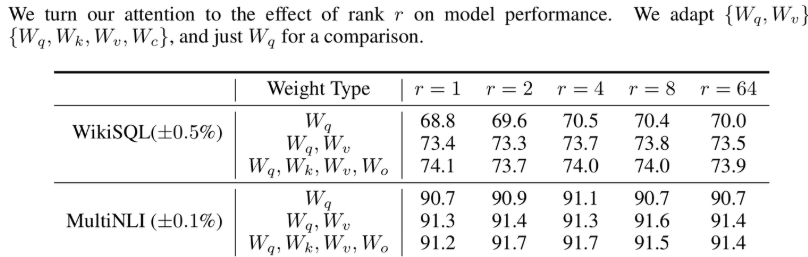 We turn our attention to the effect of rank r on model performance. We adapt {W_q, W_v}
{W_q, W_k, W_v, W_c}, and just W_q for a comparison.
Weight Type r = 1 r = 2 r = 4 r = 8 r = 64
WikiSQL(±0.5%)
W_q 68.8 69.6 70.5 70.4 70.0
W_q, W_v 73.4 73.3 73.7 73.8 73.5
W_q, W_k, W_v, W_o 74.1 73.7 74.0 74.0 73.9
MultiNLI (±0.1%)
W_q 90.7 90.9 91.1 90.7 90.7
W_q, W_v 91.3 91.4 91.3 91.6 91.4
W_q, W_k, W_v, W_o 91.2 91.7 91.7 91.5 91.4